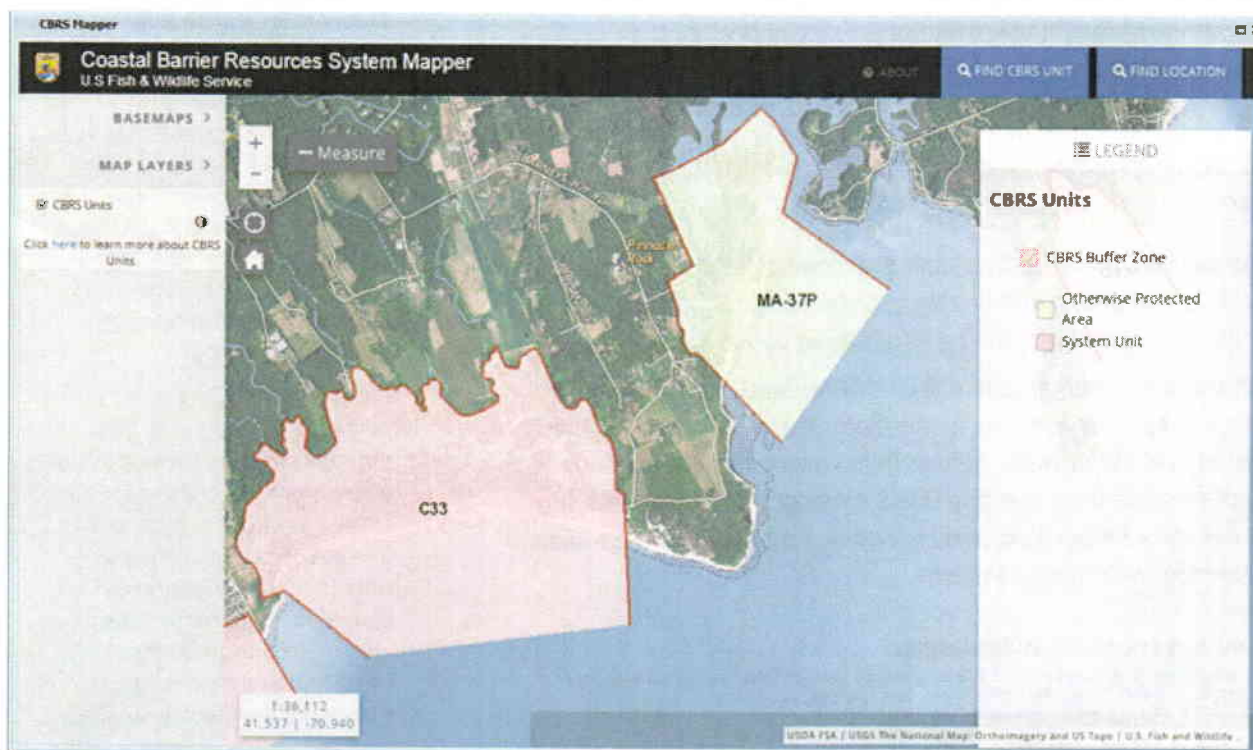 CBRS Mapper
Coastal Barrier Resources System Mapper
U.S Fish & Wildlife Service
ABOUT
FIND CBRS UNIT
FIND LOCATION
BASEMAPS >
MAP LAYERS >
CBRS Units
Click here to learn more about CBRS
Units
+
− Measure
−
LEGEND
CBRS Units
CBRS Buffer Zone
Otherwise Protected
Area
System Unit
MA-37P
C33
1:36,112
41.537 | -70.940
USDA FSA / USGS The National Map: Orthoimagery and US Topo | U.S. Fish and Wildlife